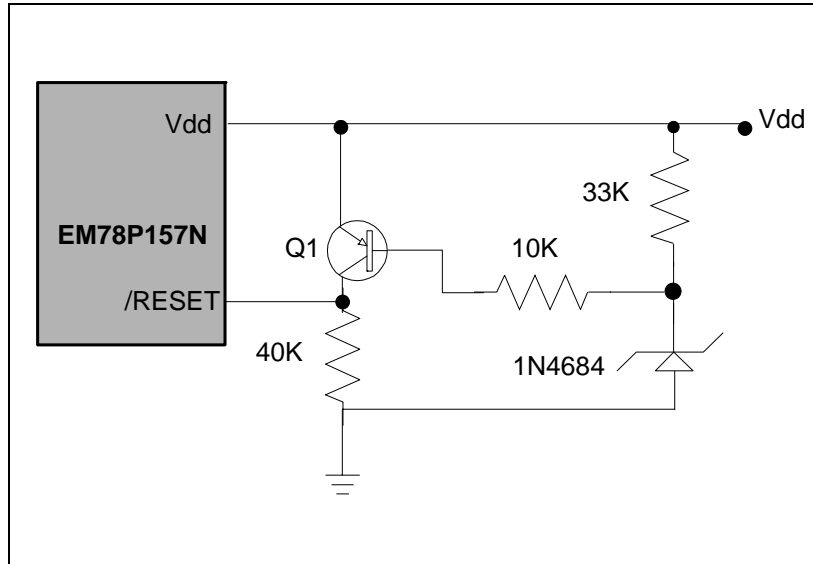 Vdd
Vdd
33K
EM78P157N
Q1
10K
/RESET
40K
1N4684